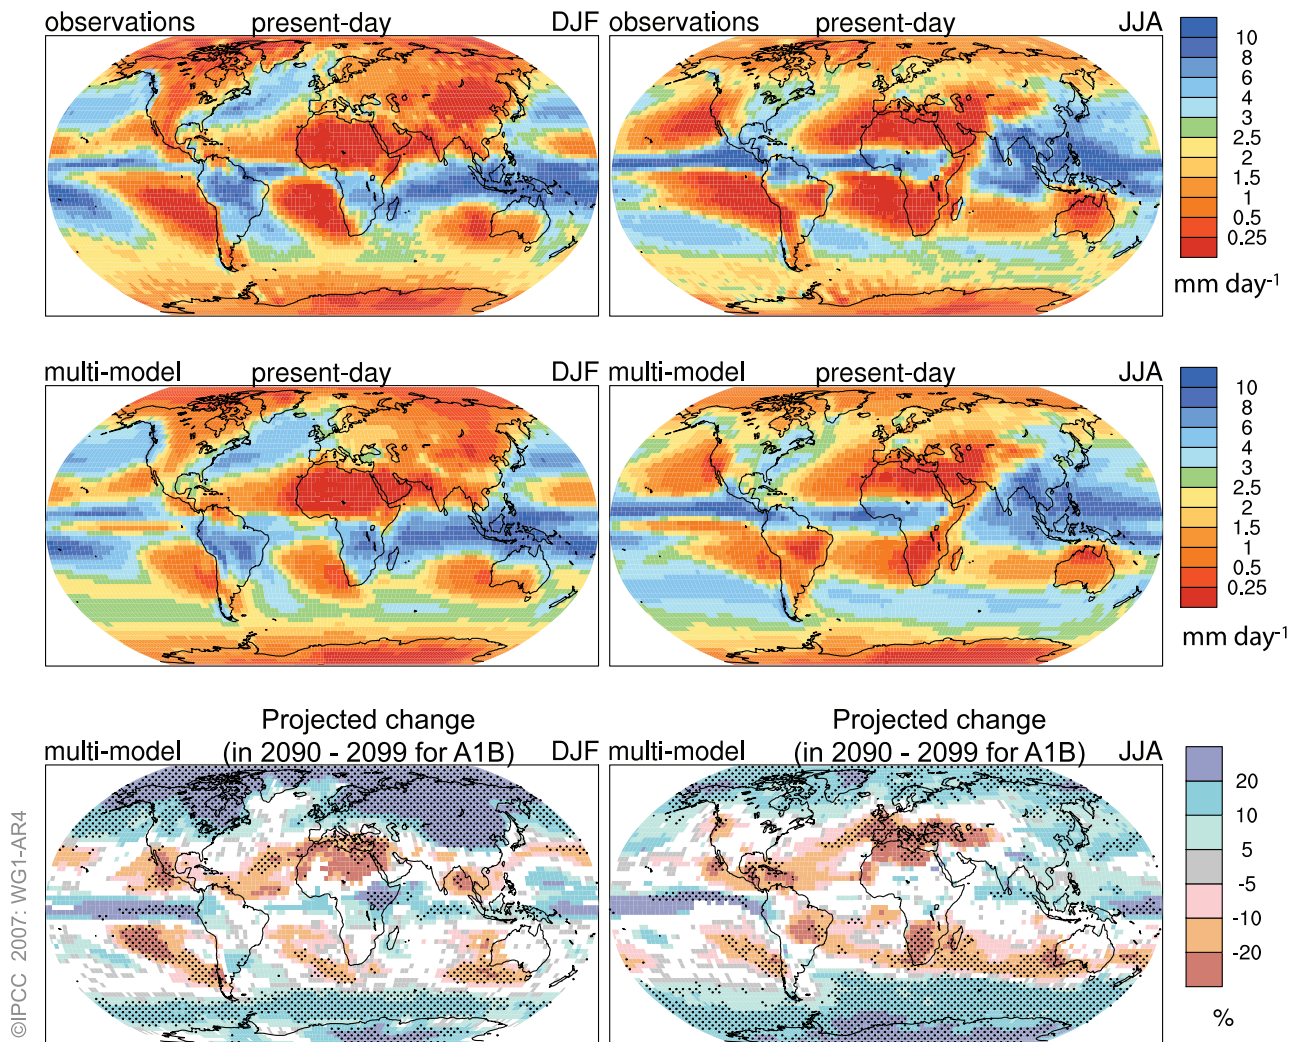 observations present-day DJF
observations present-day JJA
10
8
6
4
3
2.5
2
1.5
1
0.5
0.25
mm day-1
multi-model present-day DJF
multi-model present-day JJA
10
8
6
4
3
2.5
2
1.5
1
0.5
0.25
mm day-1
Projected change
multi-model (in 2090 - 2099 for A1B) DJF
Projected change
multi-model (in 2090 - 2099 for A1B) JJA
20
10
5
-5
-10
-20
%
©IPCC 2007: WG1-AR4